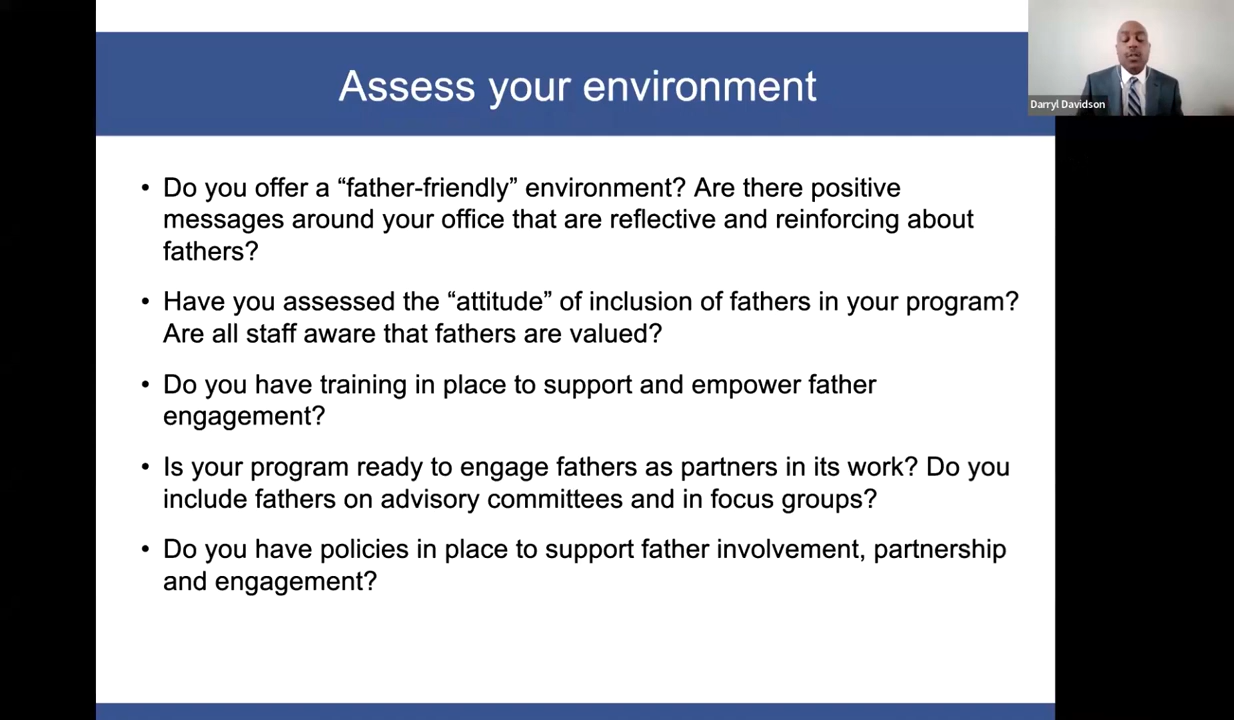 Assess your environment
Darryl Davidson
• Do you offer a “father-friendly” environment? Are there positive
messages around your office that are reflective and reinforcing about
fathers?
• Have you assessed the “attitude” of inclusion of fathers in your program?
Are all staff aware that fathers are valued?
• Do you have training in place to support and empower father
engagement?
• Is your program ready to engage fathers as partners in its work? Do you
include fathers on advisory committees and in focus groups?
• Do you have policies in place to support father involvement, partnership
and engagement?